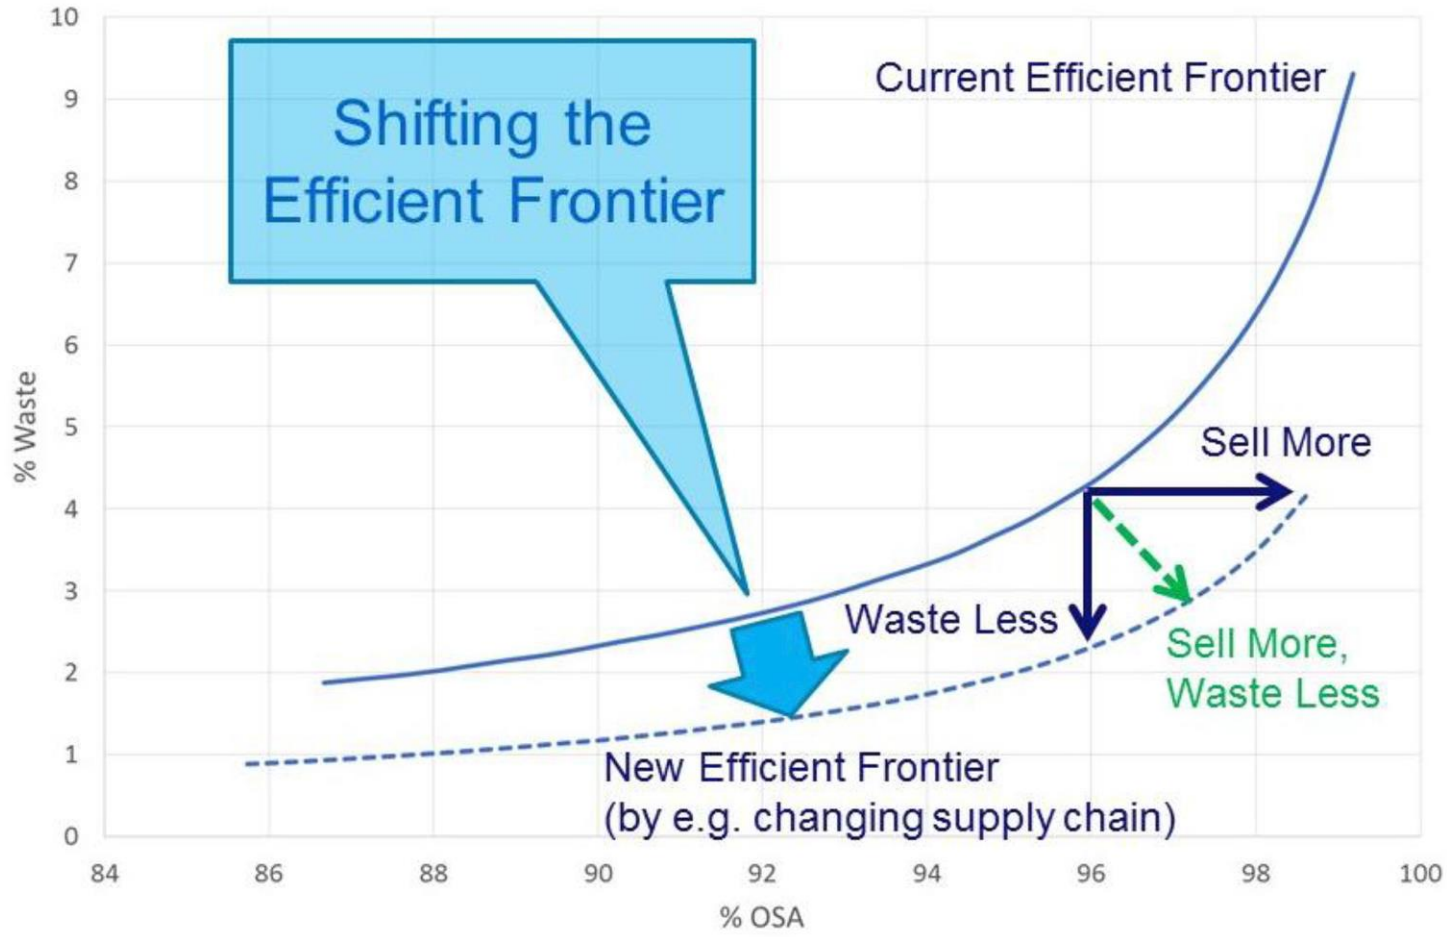 10
9
8
7
6
5
4
3
2
1
0
% Waste
Shifting the
Efficient Frontier
Current Efficient Frontier
Sell More
Waste Less
Sell More,
Waste Less
New Efficient Frontier
(by e.g. changing supply chain)
84 86 88 90 92 94 96 98 100
% OSA